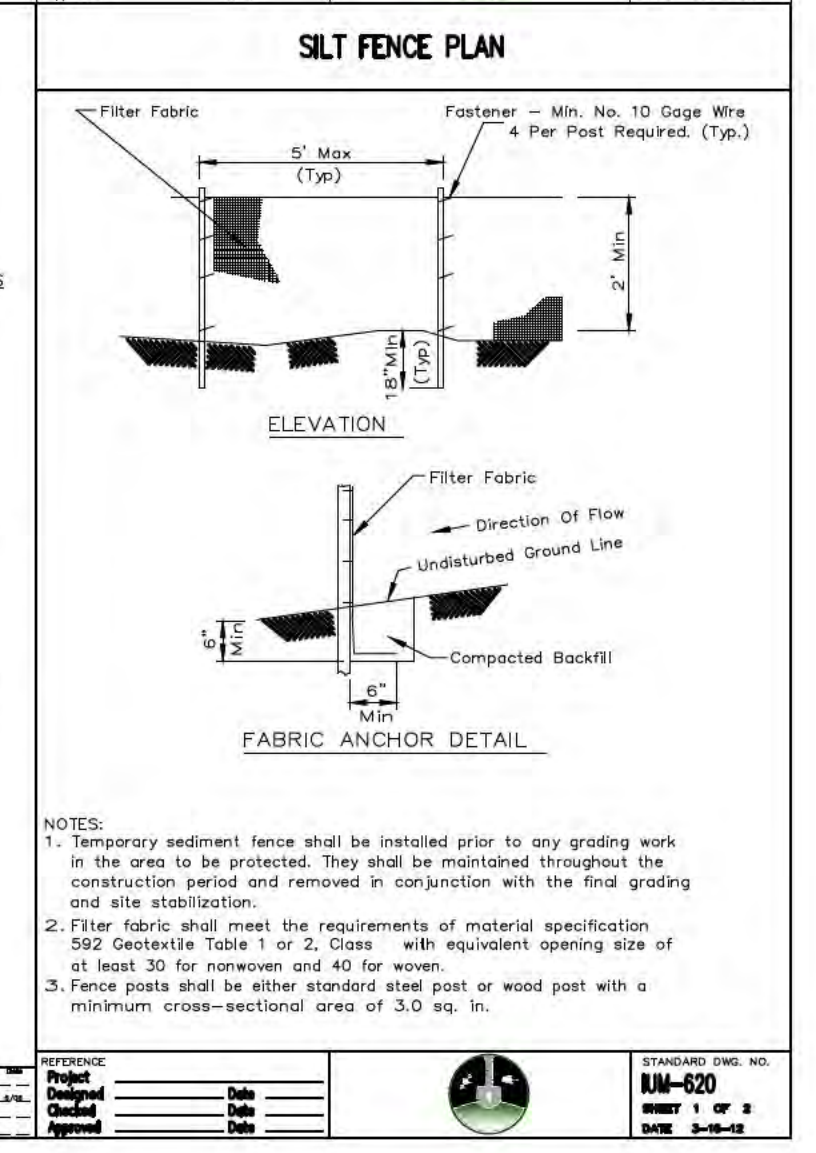 SILT FENCE PLAN
Filter Fabric
Fastener - Min. No. 10 Gage Wire
4 Per Post Required. (Typ.)
5' Max
(Typ)
2' Min
18"Min
(Typ)
ELEVATION
Filter Fabric
Direction Of Flow
Undisturbed Ground Line
6"
Min
Compacted Backfill
6"
Min
FABRIC ANCHOR DETAIL
NOTES:
1. Temporary sediment fence shall be installed prior to any grading work
in the area to be protected. They shall be maintained throughout the
construction period and removed in conjunction with the final grading
and site stabilization.
2. Filter fabric shall meet the requirements of material specification
592 Geotextile Table 1 or 2, Class with equivalent opening size of
at least 30 for nonwoven and 40 for woven.
3. Fence posts shall be either standard steel post or wood post with a
minimum cross-sectional area of 3.0 sq. in.
REFERENCE
Project
Designed Date
Checked Date
Approved Date
STANDARD DWG. NO.
IUM-620
SHEET 1 OF 2
DATE 3-16-12